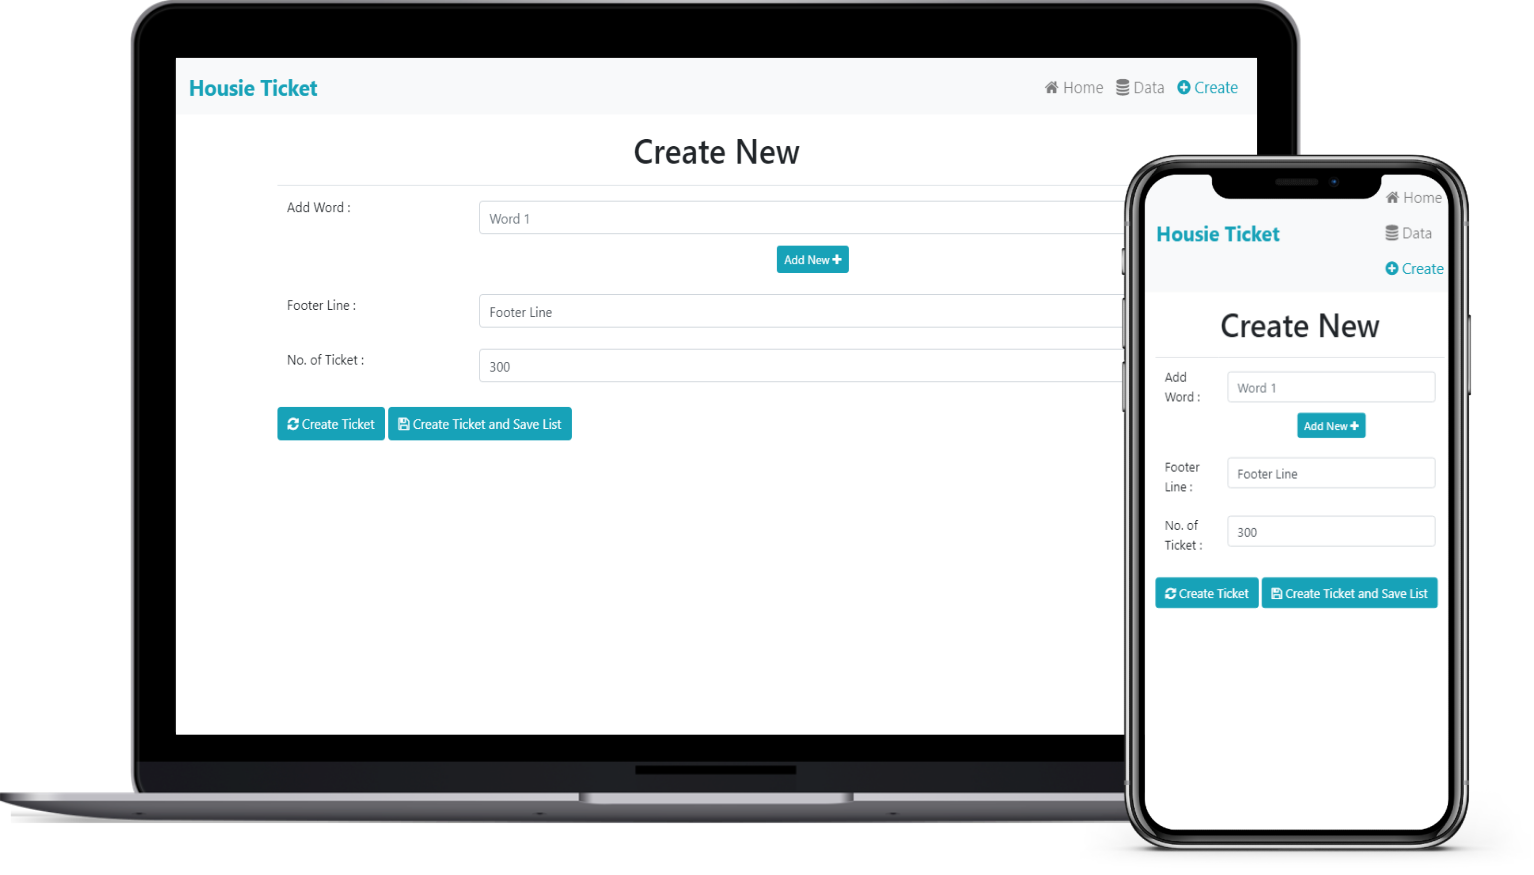 Housie Ticket
Home Data Create
Create New
Add Word :
Word 1
Add New
Footer Line :
Footer Line
No. of Ticket :
300
Create Ticket
Create Ticket and Save List
Home
Housie Ticket
Data
Create
Create New
Add
Word :
Word 1
Add New
Footer
Line :
Footer Line
No. of
Ticket :
300
Create Ticket
Create Ticket and Save List